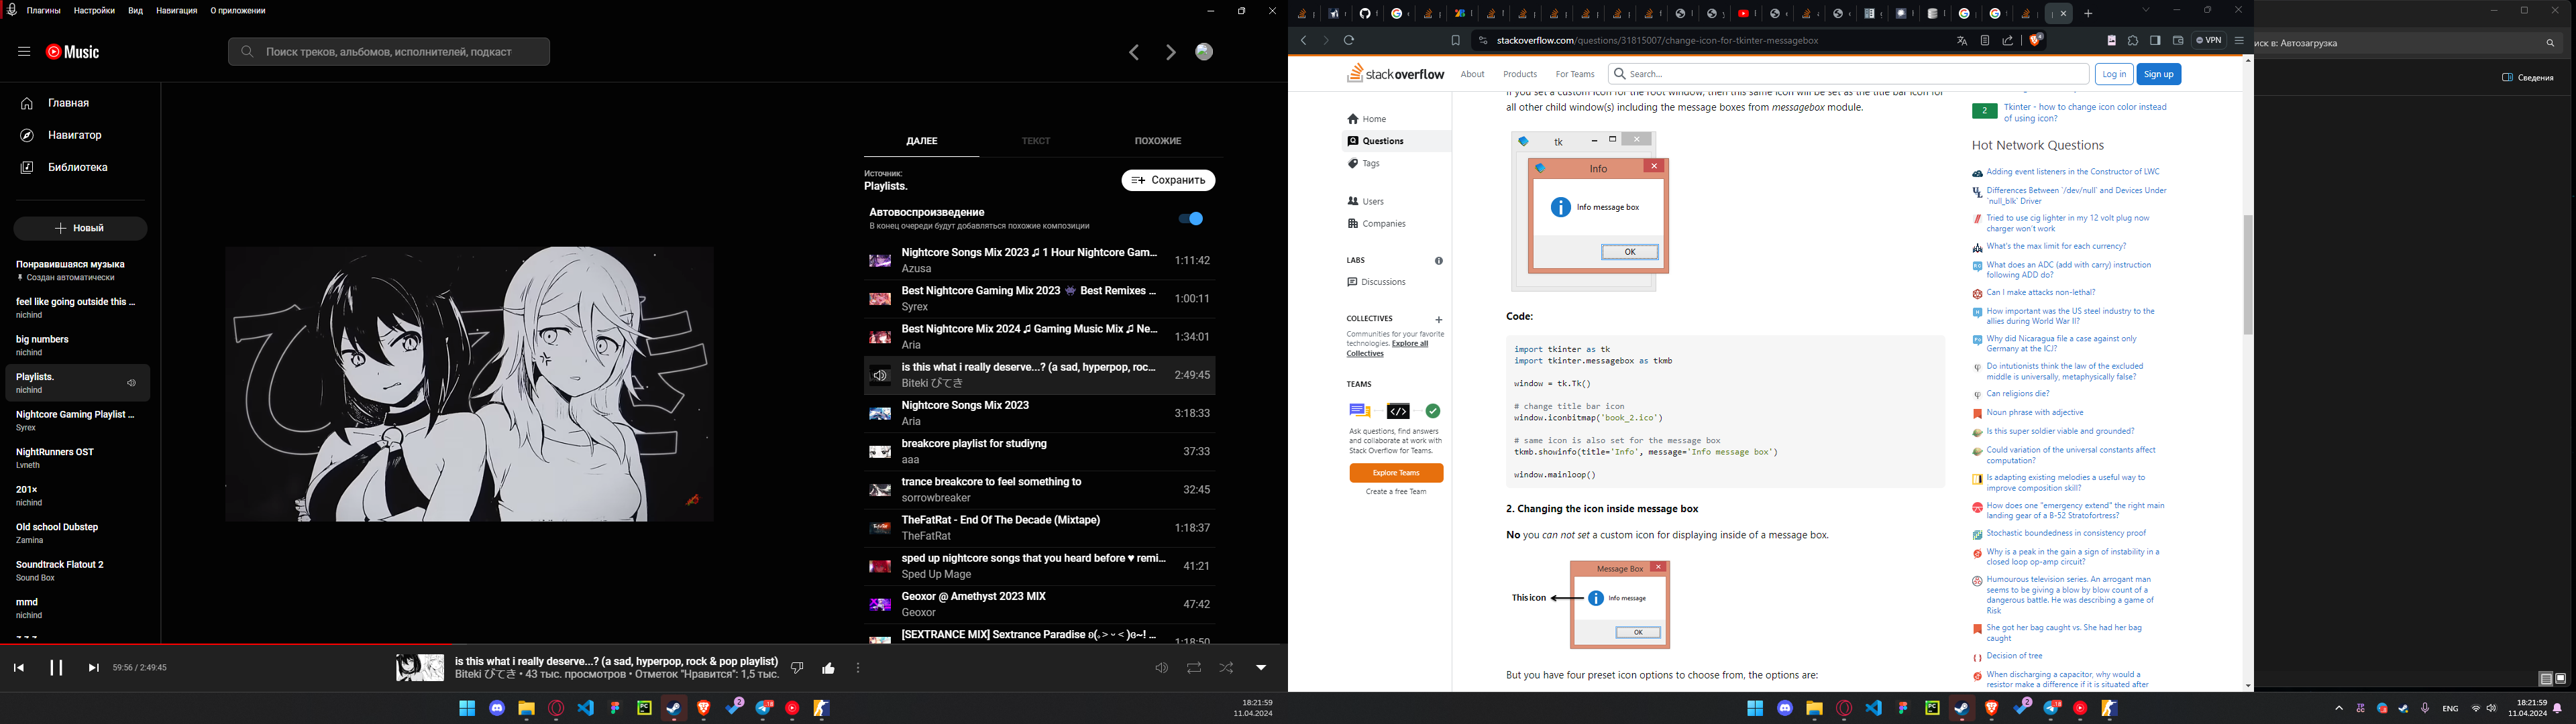 Плагины Настройки Вид Навигация О приложении
Music
Поиск треков, альбомов, исполнителей, подкаст
Главная
Навигатор
Библиотека
Новый
Понравившаяся музыка
Создан автоматически
feel like going outside this ...
nichind
big numbers
nichind
Playlists.
nichind
Nightcore Gaming Playlist ...
Syrex
NightRunners OST
Lvneth
201×
nichind
Old school Dubstep
Zamina
Soundtrack Flatout 2
Sound Box
mmd
nichind
ДАЛЕЕ ТЕКСТ ПОХОЖИЕ
Источник:
Playlists.
Сохранить
Автовоспроизведение
В конец очереди будут добавляться похожие композиции
Nightcore Songs Mix 2023 ♫ 1 Hour Nightcore Gam... 1:11:42
Azusa
Best Nightcore Gaming Mix 2023 👾 Best Remixes ... 1:00:11
Syrex
Best Nightcore Mix 2024 ♫ Gaming Music Mix ♫ Ne... 1:34:01
Aria
is this what i really deserve...? (a sad, hyperpop, roc... 2:49:45
Biteki びてき
Nightcore Songs Mix 2023 3:18:33
Aria
breakcore playlist for studiyng 37:33
aaa
trance breakcore to feel something to 32:45
sorrowbreaker
TheFatRat - End Of The Decade (Mixtape) 1:18:37
TheFatRat
sped up nightcore songs that you heard before ♥ remi... 41:21
Sped Up Mage
Geoxor @ Amethyst 2023 MIX 47:42
Geoxor
[SEXTRANCE MIX] Sextrance Paradise ʚ(｡˃ ᵕ ˂ )ɞ~! ... 1:18:50
59:56 / 2:49:45
is this what i really deserve...? (a sad, hyperpop, rock & pop playlist)
Biteki びてき • 43 тыс. просмотров • Отметок "Нравится": 1,5 тыс.
18:21:59
11.04.2024
stackoverflow.com/questions/31815007/change-icon-for-tkinter-messagebox
VPN
stackoverflow About Products For Teams Search... Log in Sign up
Home
Questions
Tags
Users
Companies
LABS
Discussions
COLLECTIVES
Communities for your favorite
technologies. Explore all
Collectives
TEAMS
Ask questions, find answers
and collaborate at work with
Stack Overflow for Teams.
Explore Teams
Create a free Team
If you set a custom icon for the root window, then this same icon will be set as the title bar icon for
all other child window(s) including the message boxes from messagebox module.
tk
Info
Info message box
OK
Code:
import tkinter as tk
import tkinter.messagebox as tkmb
window = tk.Tk()
# change title bar icon
window.iconbitmap('book_2.ico')
# same icon is also set for the message box
tkmb.showinfo(title='Info', message='Info message box')
window.mainloop()
2. Changing the icon inside message box
No you can not set a custom icon for displaying inside of a message box.
Message Box
This icon
Info message
OK
But you have four preset icon options to choose from, the options are:
2 Tkinter - how to change icon color instead
of using icon?
Hot Network Questions
Adding event listeners in the Constructor of LWC
Differences Between `/dev/null` and Devices Under
`null_blk` Driver
Tried to use cig lighter in my 12 volt plug now
charger won't work
What's the max limit for each currency?
What does an ADC (add with carry) instruction
following ADD do?
Can I make attacks non-lethal?
How important was the US steel industry to the
allies during World War II?
Why did Nicaragua file a case against only
Germany at the ICJ?
Do intuitionists think the law of the excluded
middle is universally, metaphysically false?
Can religions die?
Noun phrase with adjective
Is this super soldier viable and grounded?
Could variation of the universal constants affect
computation?
Is adapting existing melodies a useful way to
improve composition skill?
How does one "emergency extend" the right main
landing gear of a B-52 Stratofortress?
Stochastic boundedness in consistency proof
Why is a peak in the gain a sign of instability in a
closed loop op-amp circuit?
Humourous television series. An arrogant man
seems to be giving a blow by blow count of a
dangerous battle. He was describing a game of
Risk
She got her bag caught vs. She had her bag
caught
Decision of tree
When discharging a capacitor, why would a
resistor make a difference if it is situated after
иск в: Автозагрузка
Сведения
ENG
18:21:59
11.04.2024